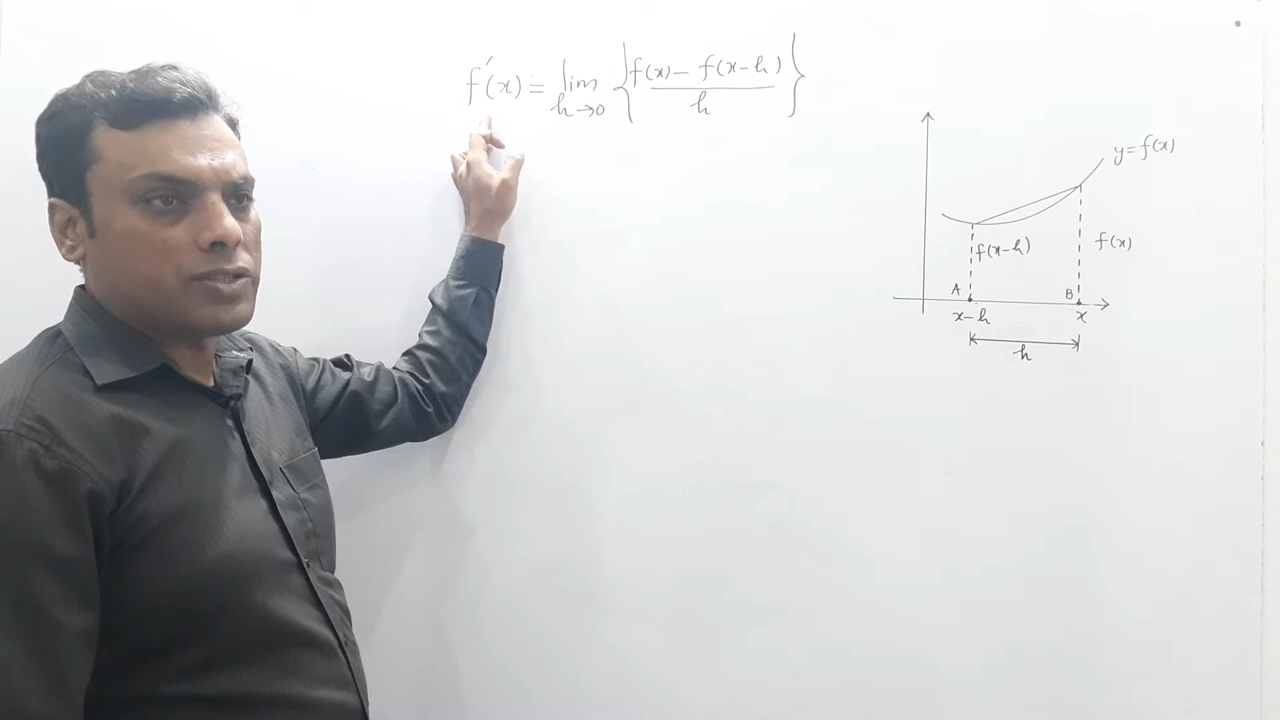 f'(x) = lim h→0 { f(x) – f(x–h) / h }
y = f(x)
f(x–h)
f(x)
A
B
x–h
x
h